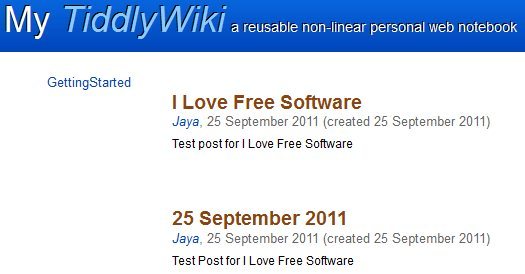 My TiddlyWiki a reusable non-linear personal web notebook
GettingStarted
I Love Free Software
Jaya, 25 September 2011 (created 25 September 2011)
Test post for I Love Free Software
25 September 2011
Jaya, 25 September 2011 (created 25 September 2011)
Test Post for I Love Free Software